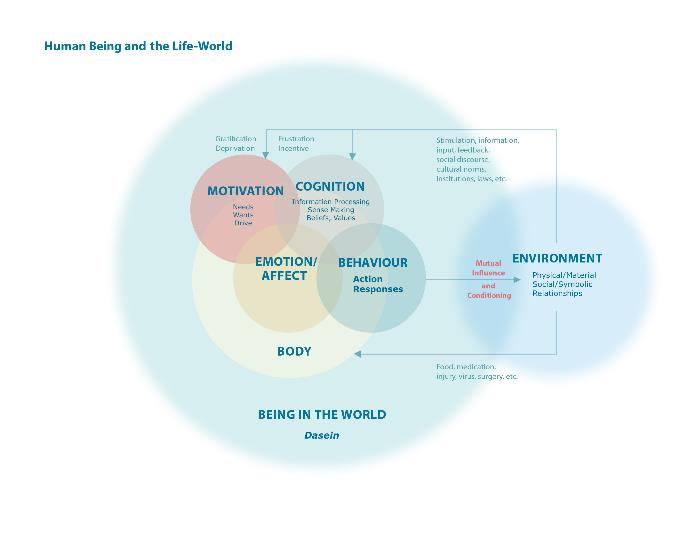 Human Being and the Life-World
Gratification
Deprivation
Frustration
Incentive
Stimulation, information,
input, feedback,
social discourse,
cultural norms,
institutions, laws, etc.
MOTIVATION
Needs
Wants
Drive
COGNITION
Information Processing
Sense Making
Beliefs, Values
EMOTION/
AFFECT
BEHAVIOUR
Action
Responses
Mutual
Influence
and
Conditioning
ENVIRONMENT
Physical/Material
Social/Symbolic
Relationships
BODY
Food, medication,
injury, virus, surgery, etc.
BEING IN THE WORLD
Dasein